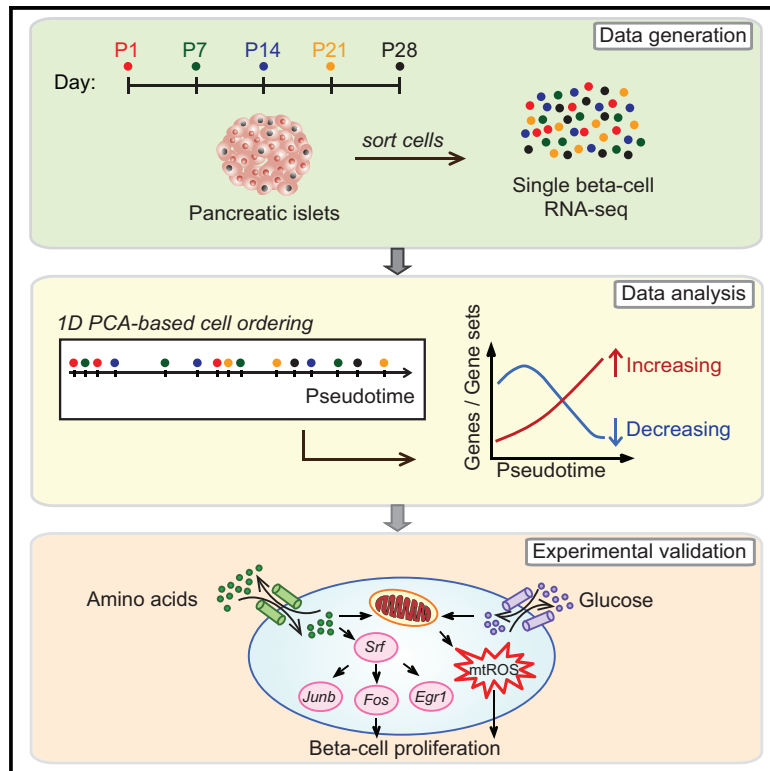 Data generation
P1 P7 P14 P21 P28
Day:
sort cells
Pancreatic islets
Single beta-cell
RNA-seq
Data analysis
1D PCA-based cell ordering
Pseudotime
Genes / Gene sets
Increasing
Decreasing
Pseudotime
Experimental validation
Amino acids
Glucose
Srf
mtROS
Junb
Fos
Egr1
Beta-cell proliferation